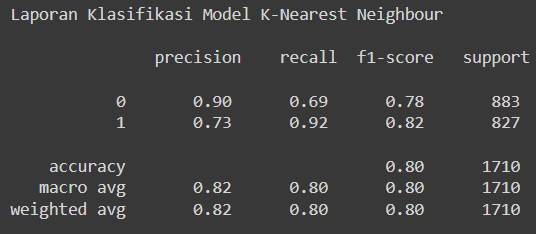 Laporan Klasifikasi Model K-Nearest Neighbour
precision recall f1-score support
0 0.90 0.69 0.78 883
1 0.73 0.92 0.82 827
accuracy 0.80 1710
macro avg 0.82 0.80 0.80 1710
weighted avg 0.82 0.80 0.80 1710